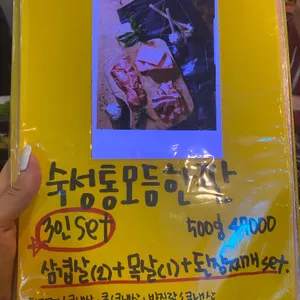 숙성통모듬한판
3인 set
500g 47000
삼겹살(2)+목살(1)+된장찌개 set.